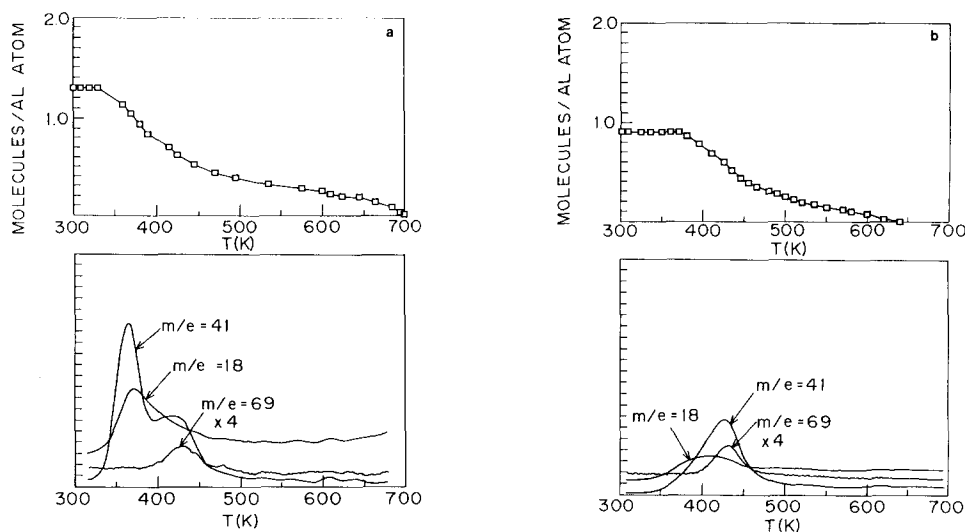 a
2.0
1.0
MOLECULES / AL ATOM
300 400 500 600 700
T(K)
m/e = 41
m/e = 18
m/e = 69
x 4
300 400 500 600 700
T(K)
b
2.0
1.0
MOLECULES / AL ATOM
300 400 500 600 700
T(K)
m/e = 41
m/e = 18
m/e = 69
x 4
300 400 500 600 700
T(K)